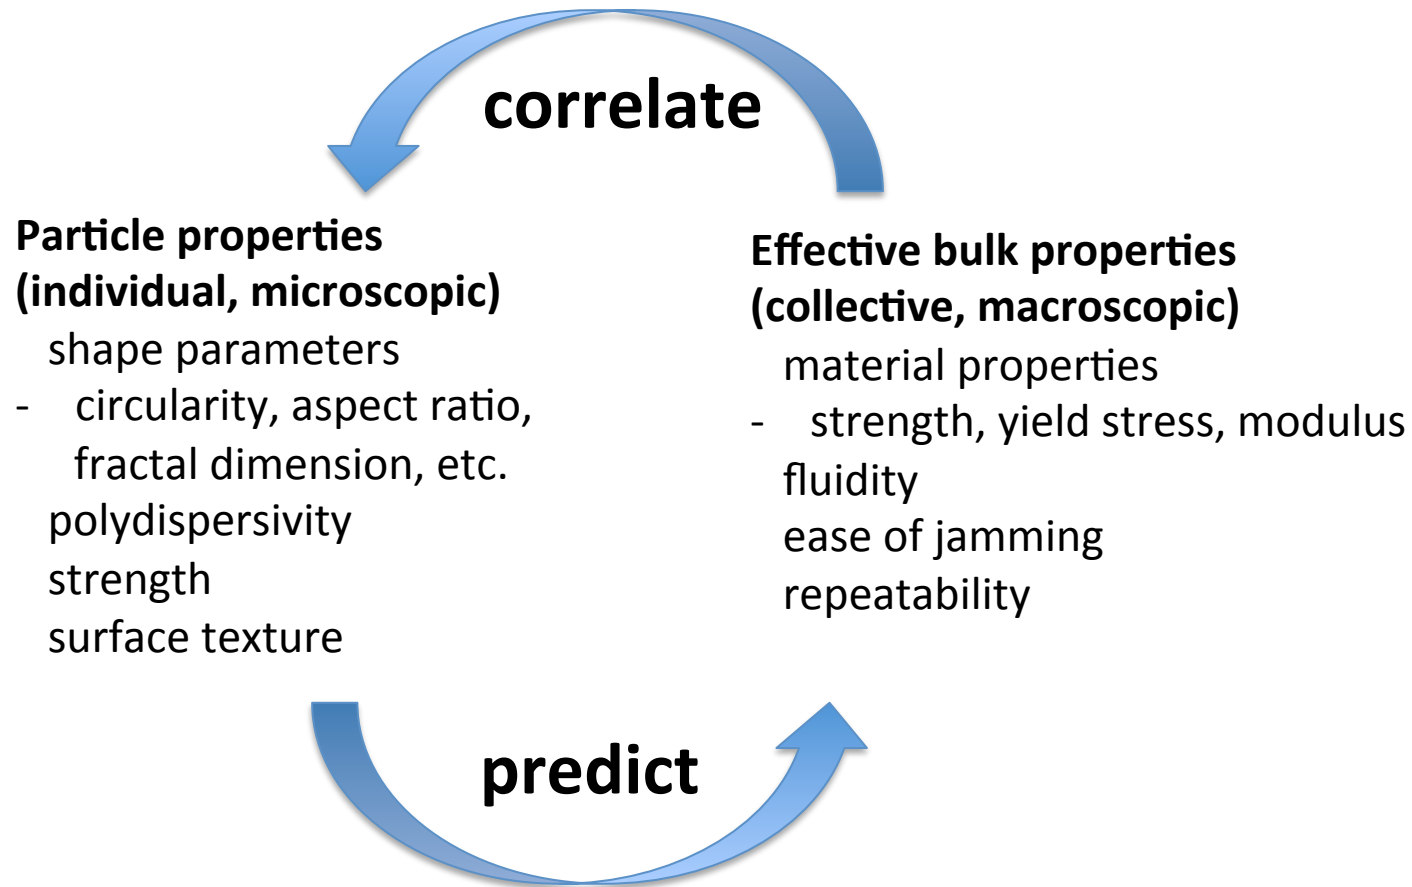 correlate
Particle properties
(individual, microscopic)
shape parameters
- circularity, aspect ratio,
fractal dimension, etc.
polydispersivity
strength
surface texture
Effective bulk properties
(collective, macroscopic)
material properties
- strength, yield stress, modulus
fluidity
ease of jamming
repeatability
predict